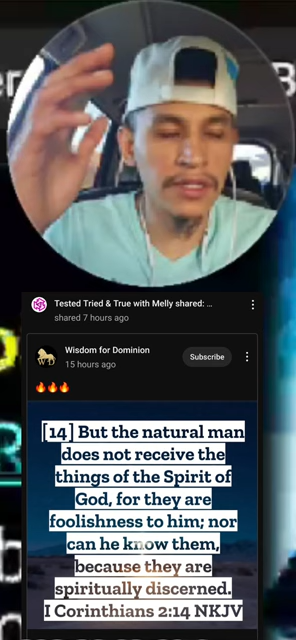 Tested Tried & True with Melly shared: ...
shared 7 hours ago
Wisdom for Dominion
15 hours ago
Subscribe
🔥🔥🔥
[14] But the natural man
does not receive the
things of the Spirit of
God, for they are
foolishness to him; nor
can he know them,
because they are
spiritually discerned.
I Corinthians 2:14 NKJV